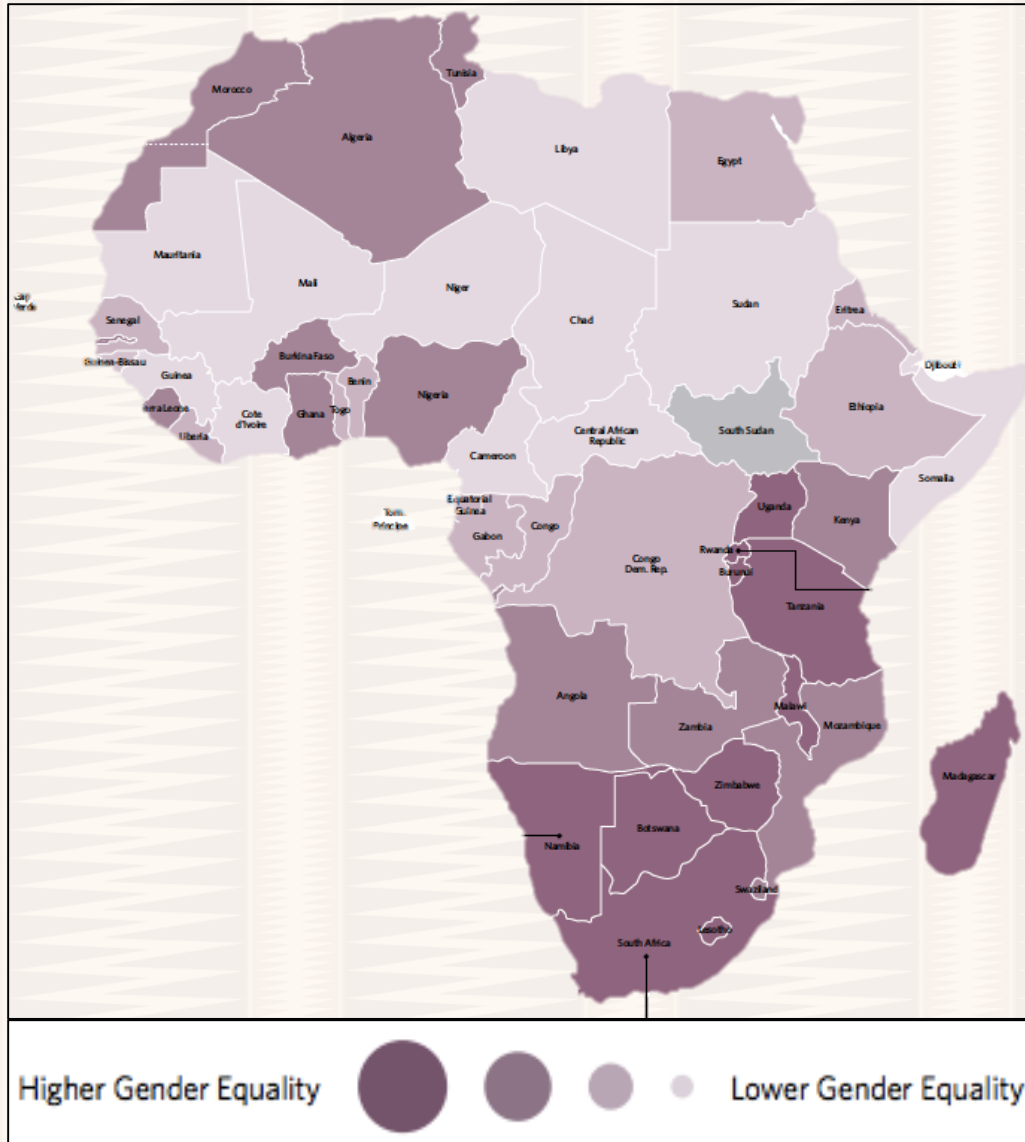 Morocco
Tunisia
Algeria
Libya
Egypt
Mauritania
Mali
Niger
Chad
Sudan
Eritrea
Senegal
Guinea-Bissau
Guinea
Burkina Faso
Benin
Nigeria
Djibouti
Ethiopia
erra Leone
Cote
d'Ivoire
Ghana
Togo
South Sudan
Central African
Republic
Liberia
Cameroon
Somalia
Equatorial
Guinea
Uganda
Kenya
Principe
Gabon
Congo
Rwanda
Congo
Dem. Rep.
Burundi
Tanzania
Angola
Malawi
Zambia
Mozambique
Madagascar
Zimbabwe
Botswana
Namibia
Swaziland
Lesotho
South Africa
Higher Gender Equality
Lower Gender Equality